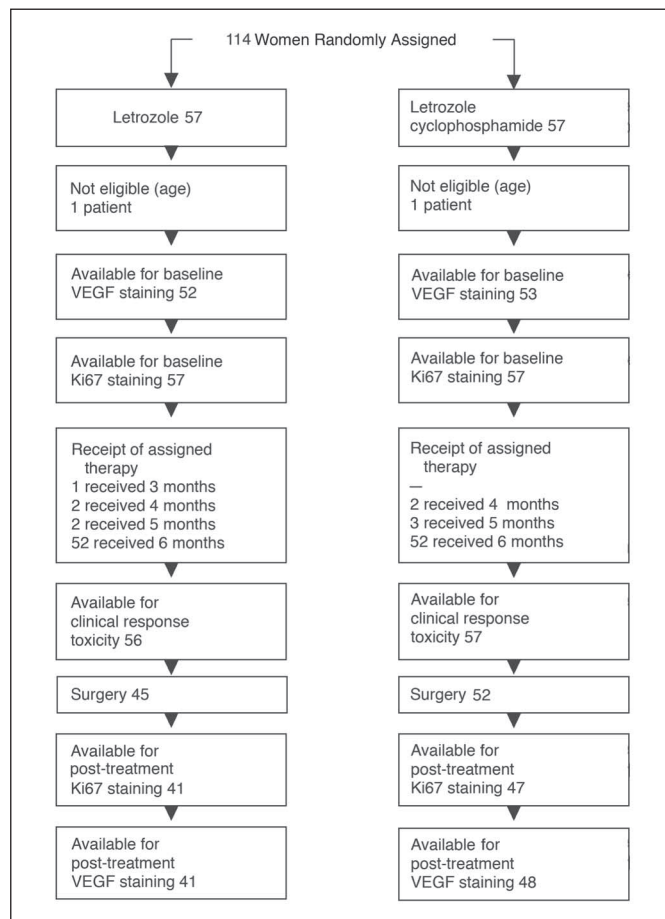 114 Women Randomly Assigned
Letrozole 57
Not eligible (age)
1 patient
Available for baseline
VEGF staining 52
Available for baseline
Ki67 staining 57
Receipt of assigned
therapy
1 received 3 months
2 received 4 months
2 received 5 months
52 received 6 months
Available for
clinical response
toxicity 56
Surgery 45
Available for
post-treatment
Ki67 staining 41
Available for
post-treatment
VEGF staining 41
Letrozole
cyclophosphamide 57
Not eligible (age)
1 patient
Available for baseline
VEGF staining 53
Available for baseline
Ki67 staining 57
Receipt of assigned
therapy
—
2 received 4 months
3 received 5 months
52 received 6 months
Available for
clinical response
toxicity 57
Surgery 52
Available for
post-treatment
Ki67 staining 47
Available for
post-treatment
VEGF staining 48